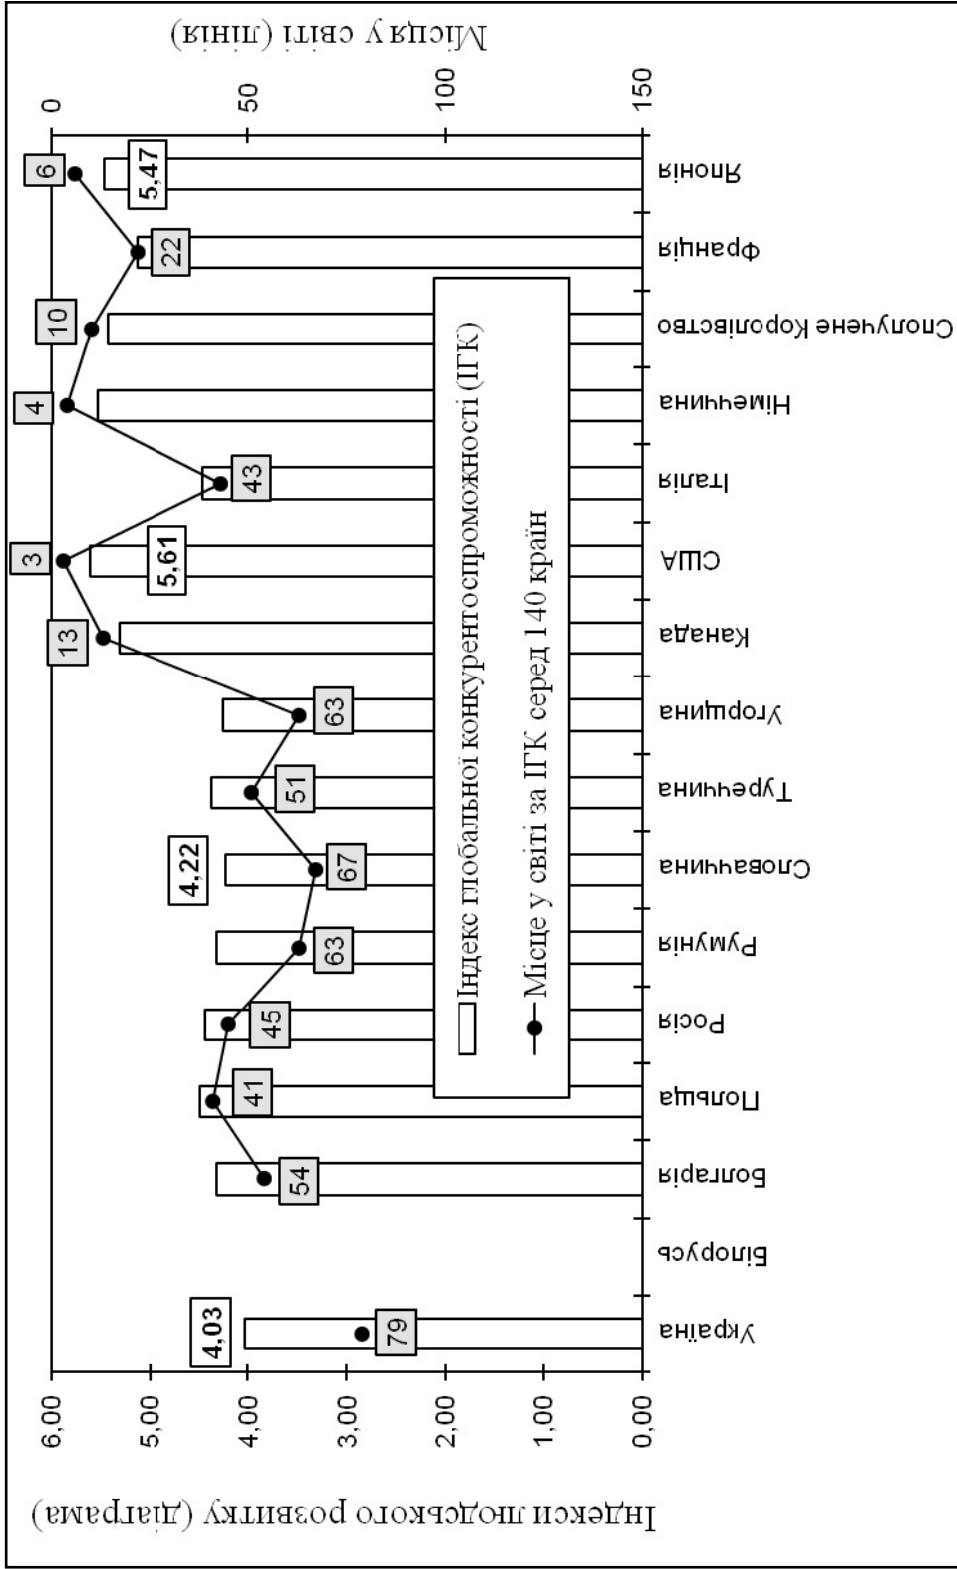 Індекси людського розвитку (діаграма)
6,00
5,00
4,00
3,00
2,00
1,00
0,00
Місця у світі (лінія)
0
50
100
150
4,03
79
54
41
45
63
4,22
67
51
63
13
3
5,61
43
4
10
22
6
5,47
Індекс глобальної конкурентоспроможності (ІГК)
Місце у світі за ІГК серед 140 країн
Україна
Білорусь
Болгарія
Польща
Росія
Румунія
Словаччина
Туреччина
Угорщина
Канада
США
Італія
Німеччина
Сполучене Королівство
Франція
Японія